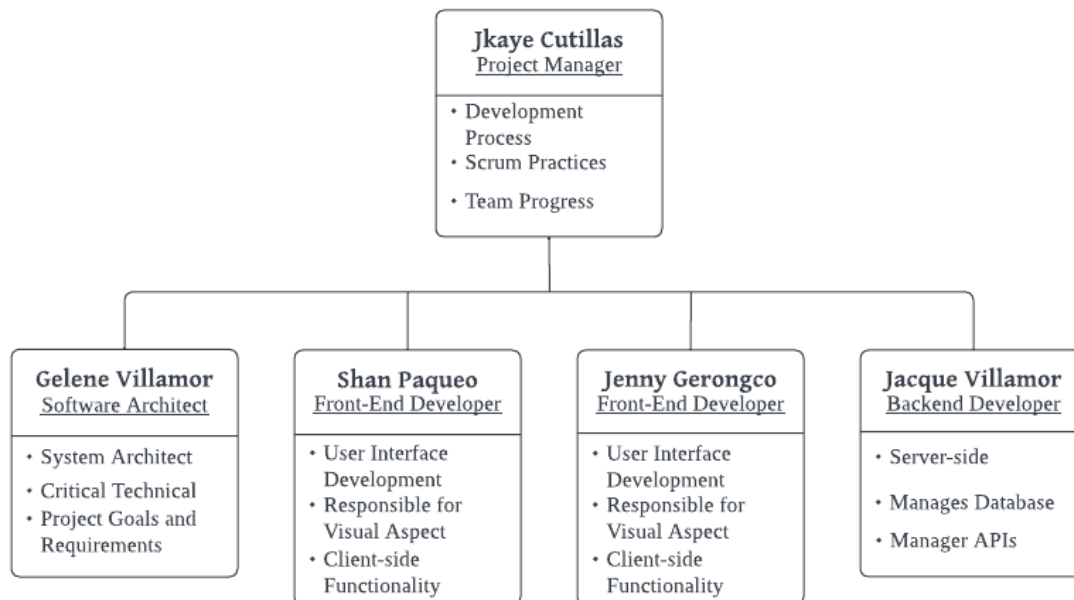 Jkaye Cutillas
Project Manager
• Development
Process
• Scrum Practices
• Team Progress
Gelene Villamor
Software Architect
• System Architect
• Critical Technical
• Project Goals and
Requirements
Shan Paqueo
Front-End Developer
• User Interface
Development
• Responsible for
Visual Aspect
• Client-side
Functionality
Jenny Gerongco
Front-End Developer
• User Interface
Development
• Responsible for
Visual Aspect
• Client-side
Functionality
Jacque Villamor
Backend Developer
• Server-side
• Manages Database
• Manager APIs